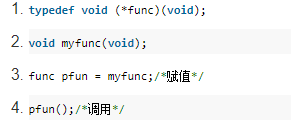 1. typedef void (*func)(void);
2. void myfunc(void);
3. func pfun = myfunc;/*赋值*/
4. pfun();/*调用*/